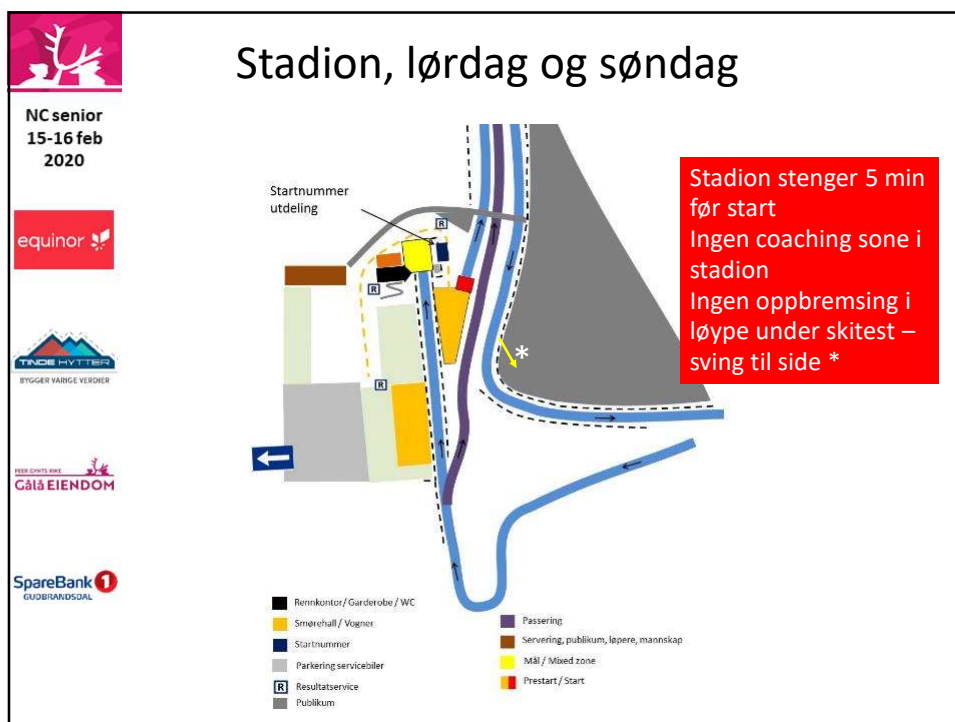 Stadion, lørdag og søndag
NC senior
15-16 feb
2020
equinor
TINDE HYTTER
BYGGER VARIGE VERDIER
PEER GYNTS RIKE
Gålå EIENDOM
SpareBank 1
GUDBRANDSDAL
Startnummer
utdeling
R
R
R
*
Stadion stenger 5 min
før start
Ingen coaching sone i
stadion
Ingen oppbremsing i
løype under skitest –
sving til side *
Rennkontor/ Garderobe / WC
Smørehall / Vogner
Startnummer
Parkering servicebiler
R Resultatservice
Publikum
Passering
Servering, publikum, løpere, mannskap
Mål / Mixed zone
Prestart / Start